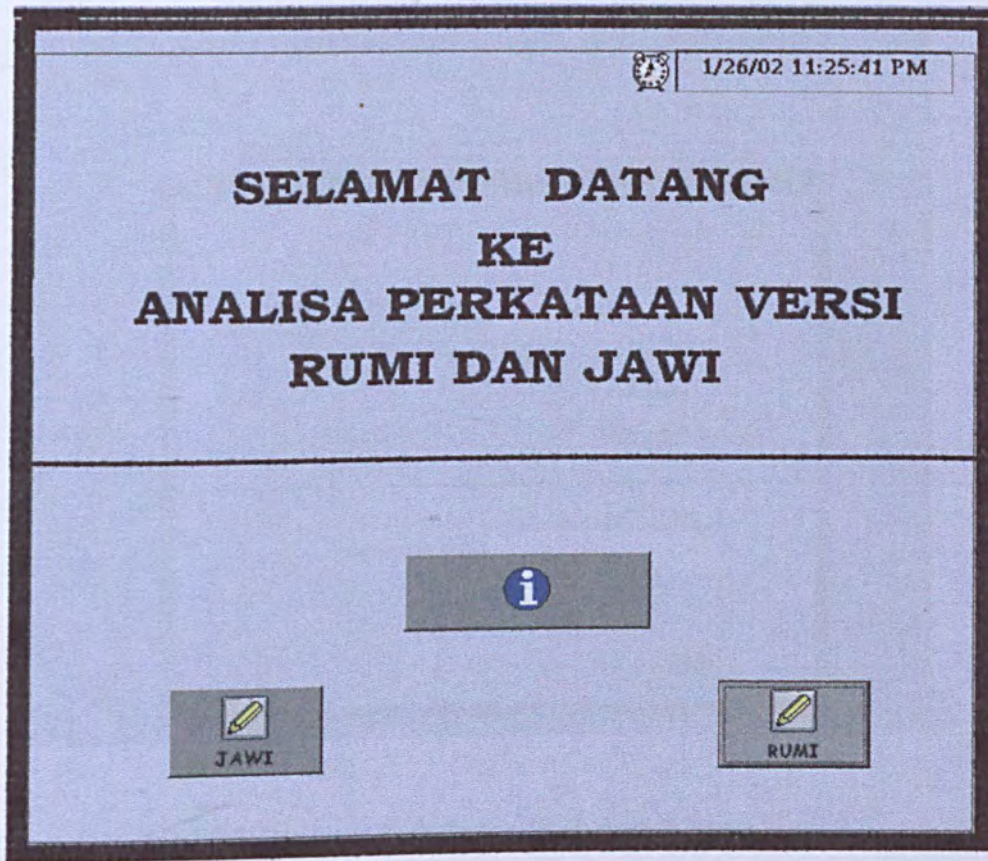 1/26/02 11:25:41 PM
SELAMAT DATANG
KE
ANALISA PERKATAAN VERSI
RUMI DAN JAWI
i
JAWI
RUMI